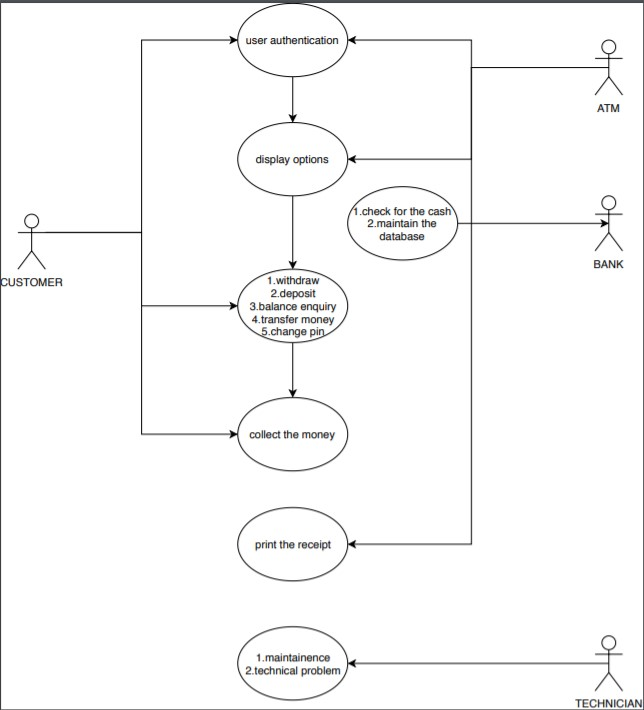 user authentication
ATM
display options
1.check for the cash
2.maintain the
database
BANK
CUSTOMER
1.withdraw
2.deposit
3.balance enquiry
4.transfer money
5.change pin
collect the money
print the receipt
1.maintainence
2.technical problem
TECHNICIAN